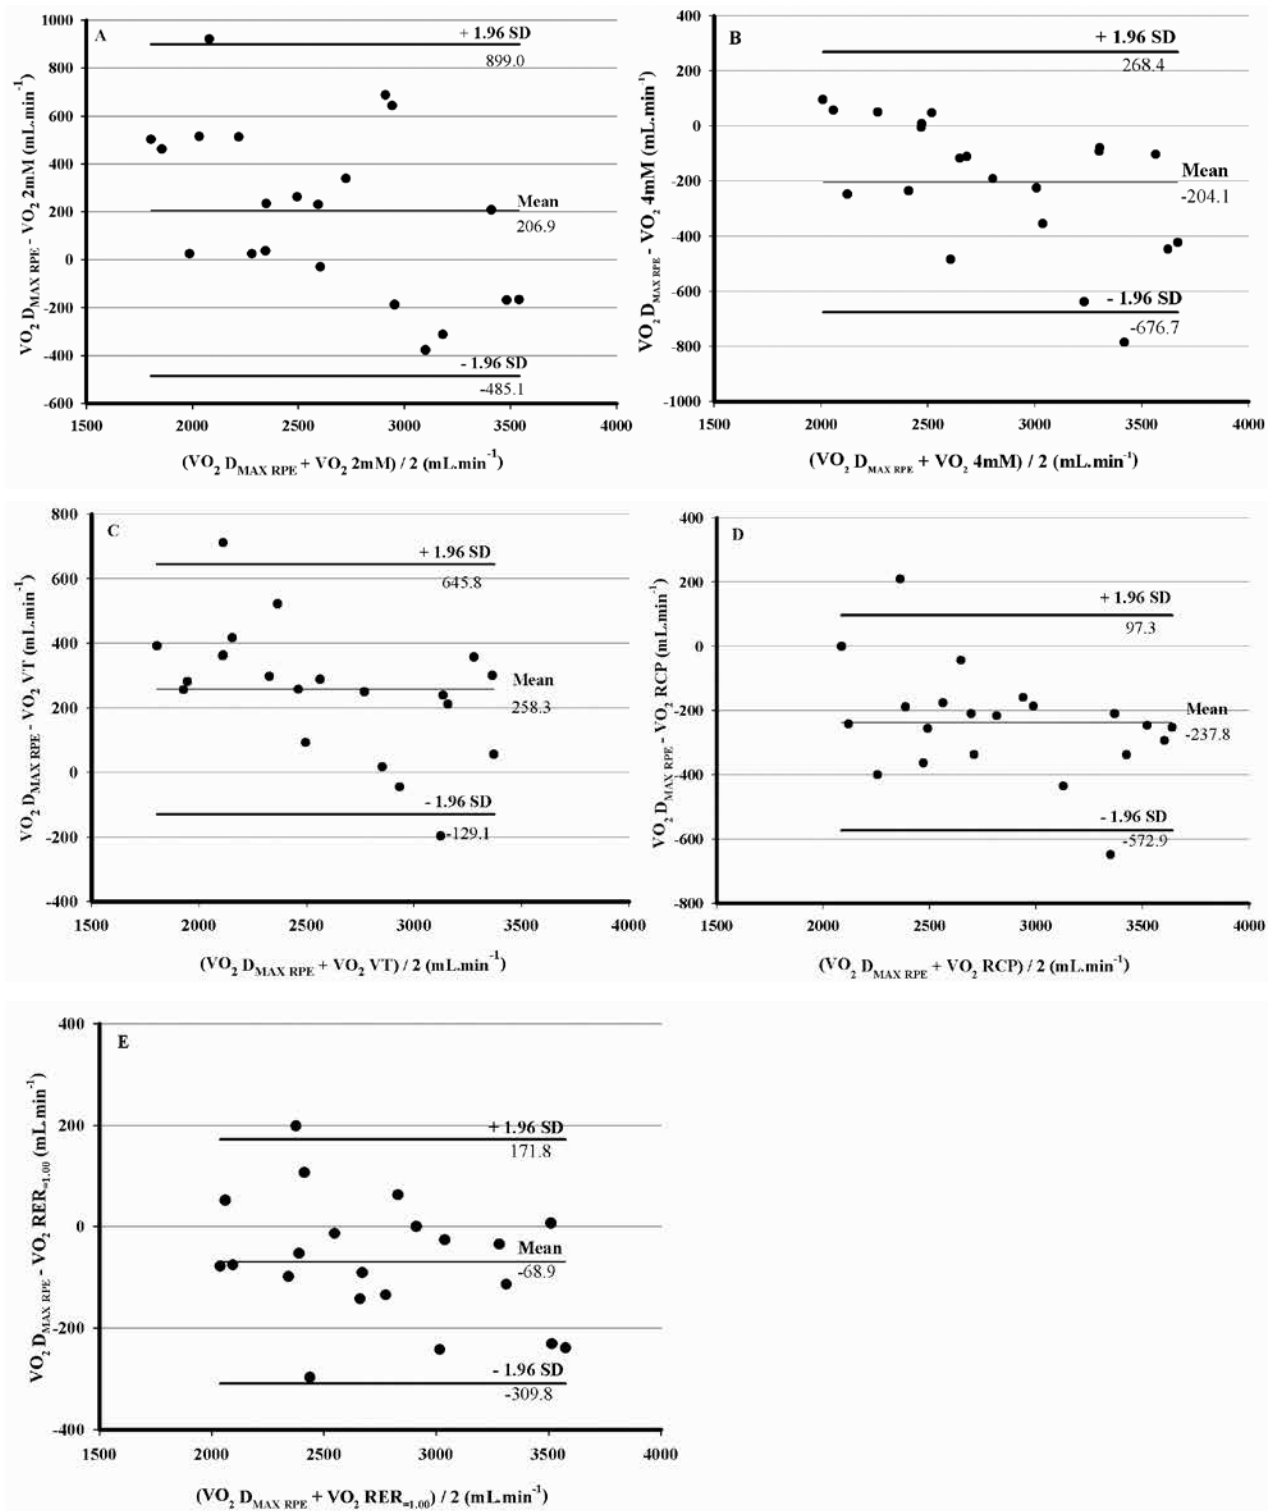 A
1000
800
600
400
200
0
-200
-400
-600
+ 1.96 SD
899.0
Mean
206.9
- 1.96 SD
-485.1
1500 2000 2500 3000 3500 4000
VO2 DMAX RPE - VO2 2mM (mL.min-1)
(VO2 DMAX RPE + VO2 2mM) / 2 (mL.min-1)
B
400
200
0
-200
-400
-600
-800
-1000
+ 1.96 SD
268.4
Mean
-204.1
- 1.96 SD
-676.7
1500 2000 2500 3000 3500 4000
VO2 DMAX RPE - VO2 4mM (mL.min-1)
(VO2 DMAX RPE + VO2 4mM) / 2 (mL.min-1)
C
800
600
400
200
0
-200
-400
+ 1.96 SD
645.8
Mean
258.3
- 1.96 SD
-129.1
1500 2000 2500 3000 3500 4000
VO2 DMAX RPE - VO2 VT (mL.min-1)
(VO2 DMAX RPE + VO2 VT) / 2 (mL.min-1)
D
400
200
0
-200
-400
-600
-800
+ 1.96 SD
97.3
Mean
-237.8
- 1.96 SD
-572.9
1500 2000 2500 3000 3500 4000
VO2 DMAX RPE - VO2 RCP (mL.min-1)
(VO2 DMAX RPE + VO2 RCP) / 2 (mL.min-1)
E
400
200
0
-200
-400
+ 1.96 SD
171.8
Mean
-68.9
- 1.96 SD
-309.8
1500 2000 2500 3000 3500 4000
VO2 DMAX RPE - VO2 RER=1.00 (mL.min-1)
(VO2 DMAX RPE + VO2 RER=1.00) / 2 (mL.min-1)